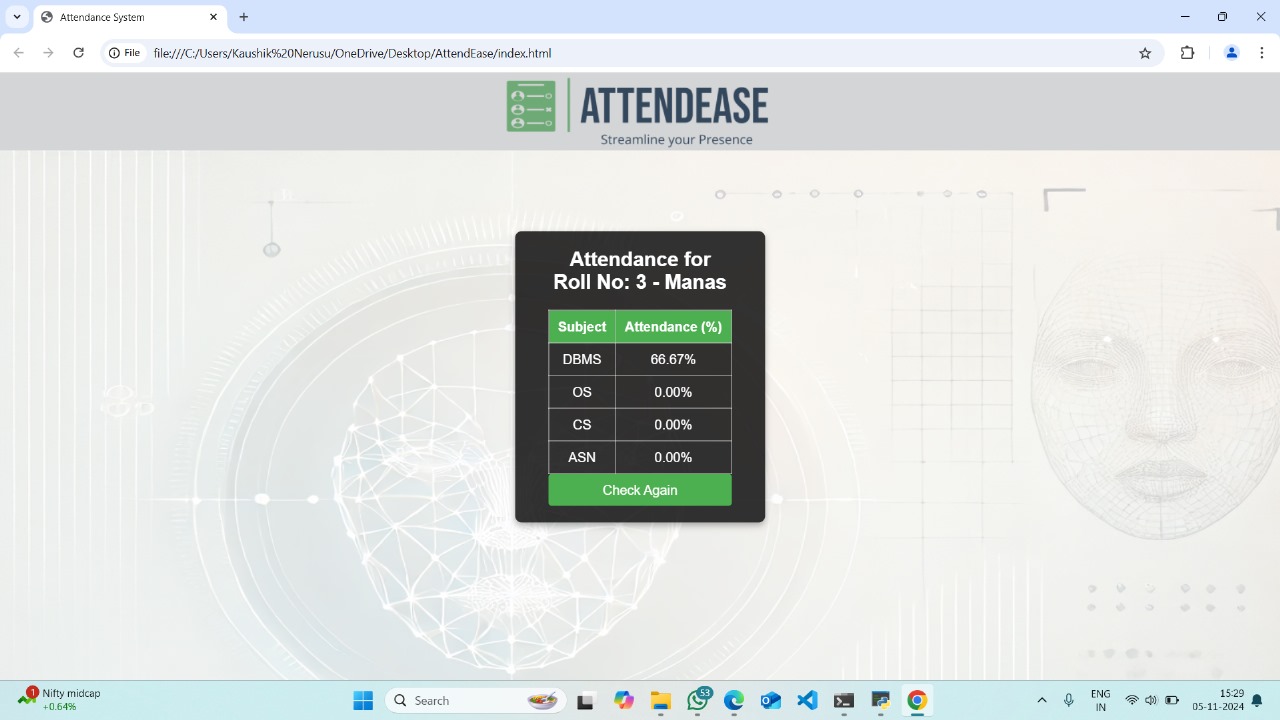 Attendance System
File
file:///C:/Users/Kaushik%20Nerusu/OneDrive/Desktop/AttendEase/index.html
ATTENDEASE
Streamline your Presence
Attendance for
Roll No: 3 - Manas
Subject Attendance (%)
DBMS 66.67%
OS 0.00%
CS 0.00%
ASN 0.00%
Check Again
1
Nifty midcap
+0.64%
Search
53
ENG
IN
15:29
05-11-2024